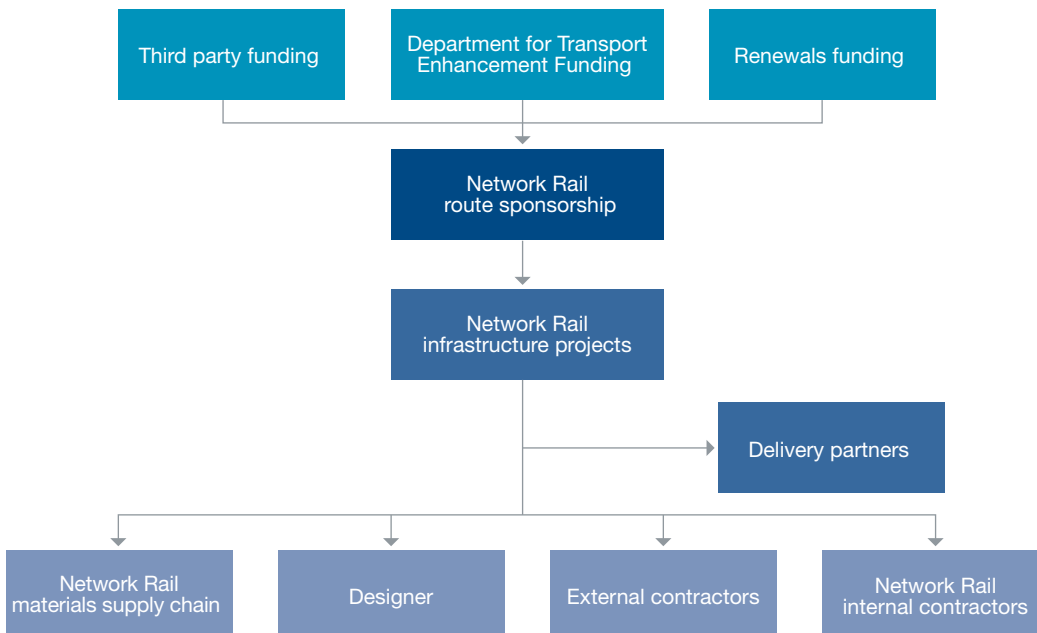 Third party funding
Department for Transport
Enhancement Funding
Renewals funding
Network Rail
route sponsorship
Network Rail
infrastructure projects
Delivery partners
Network Rail
materials supply chain
Designer
External contractors
Network Rail
internal contractors